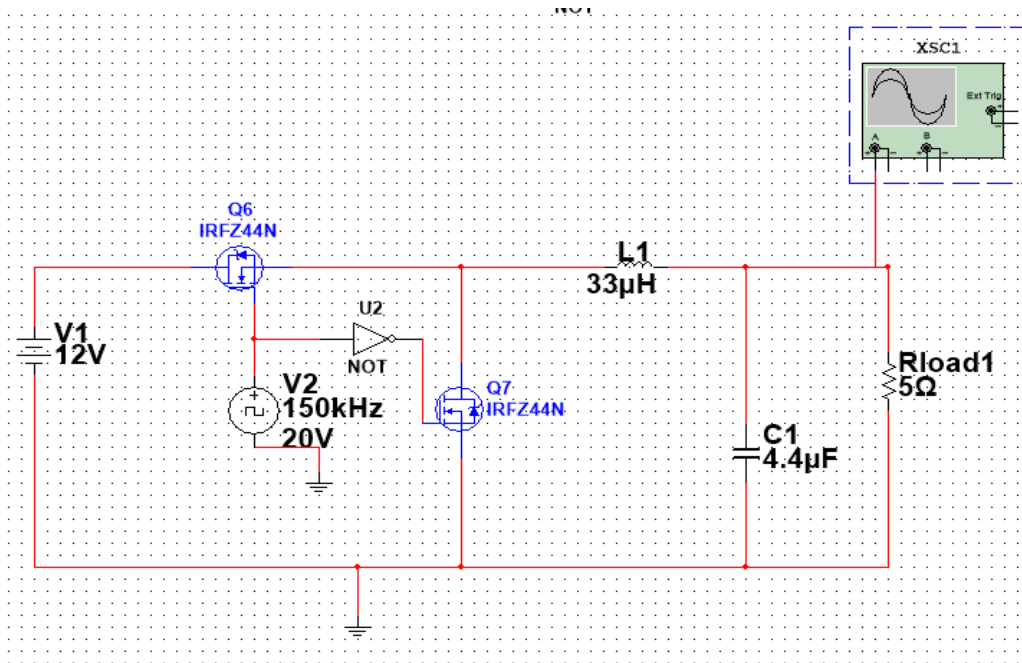 NOT
XSC1
Ext Trig
+
-
A
B
+
-
+
-
Q6
IRFZ44N
L1
33μH
U2
NOT
V1
12V
V2
150kHz
20V
+
Q7
IRFZ44N
Rload1
5Ω
C1
4.4μF